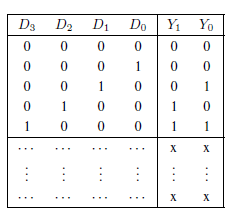 D₃ D₂ D₁ D₀ Y₁ Y₀
0 0 0 0 0 0
0 0 0 1 0 0
0 0 1 0 0 1
0 1 0 0 1 0
1 0 0 0 1 1
⋯ ⋯ ⋯ ⋯ x x
⋮ ⋮ ⋮ ⋮ ⋮ ⋮
⋯ ⋯ ⋯ ⋯ x x